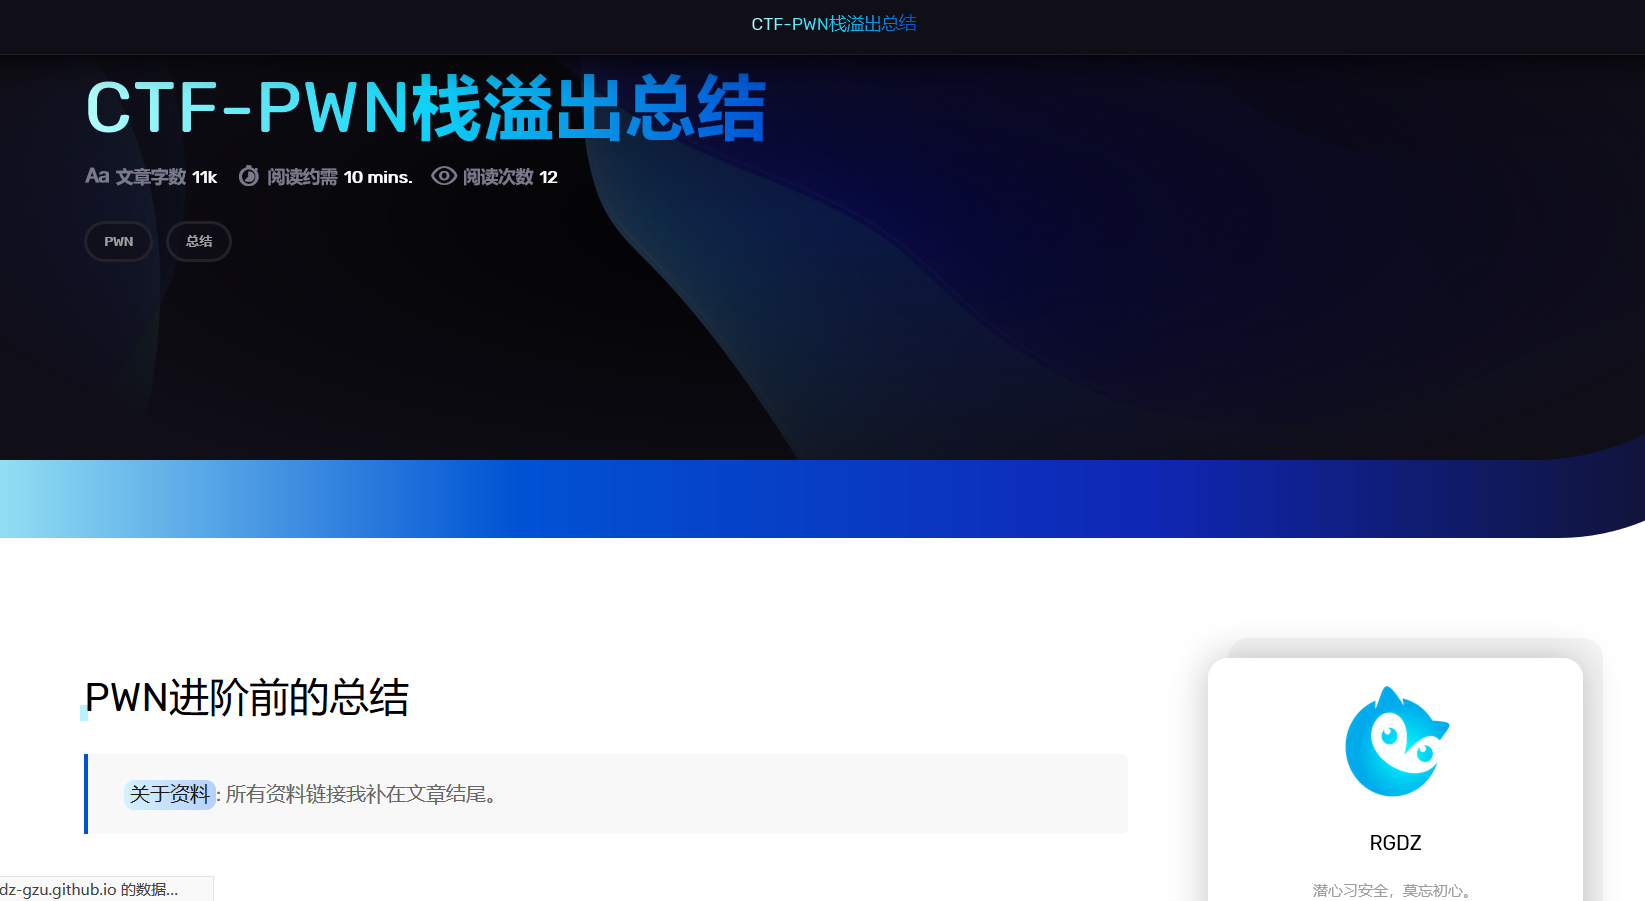 CTF-PWN栈溢出总结
CTF-PWN栈溢出总结
Aa 文章字数 11k 阅读约需 10 mins. 阅读次数 12
PWN 总结
PWN进阶前的总结
关于资料: 所有资料链接我补在文章结尾。
RGDZ
潜心习安全，莫忘初心。
dz-gzu.github.io 的数据...